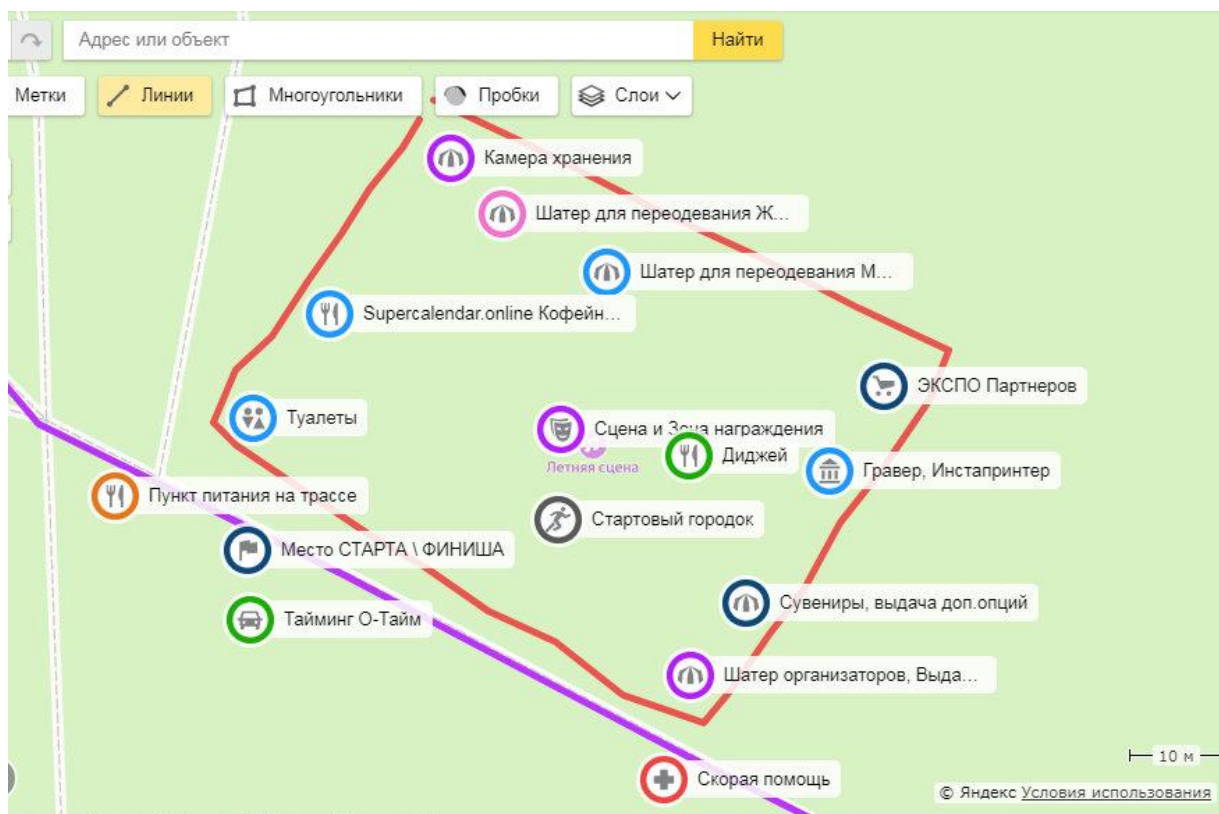 Адрес или объект
Найти
Метки
Линии
Многоугольники
Пробки
Слои
Камера хранения
Шатер для переодевания Ж...
Шатер для переодевания М...
Supercalendar.online Кофейн...
ЭКСПО Партнеров
Туалеты
Сцена и Зона награждения
Диджей
Летняя сцена
Гравер, Инстапринтер
Пункт питания на трассе
Стартовый городок
Место СТАРТА \ ФИНИША
Сувениры, выдача доп.опций
Тайминг О-Тайм
Шатер организаторов, Выда...
10 м
Скорая помощь
© Яндекс Условия использования